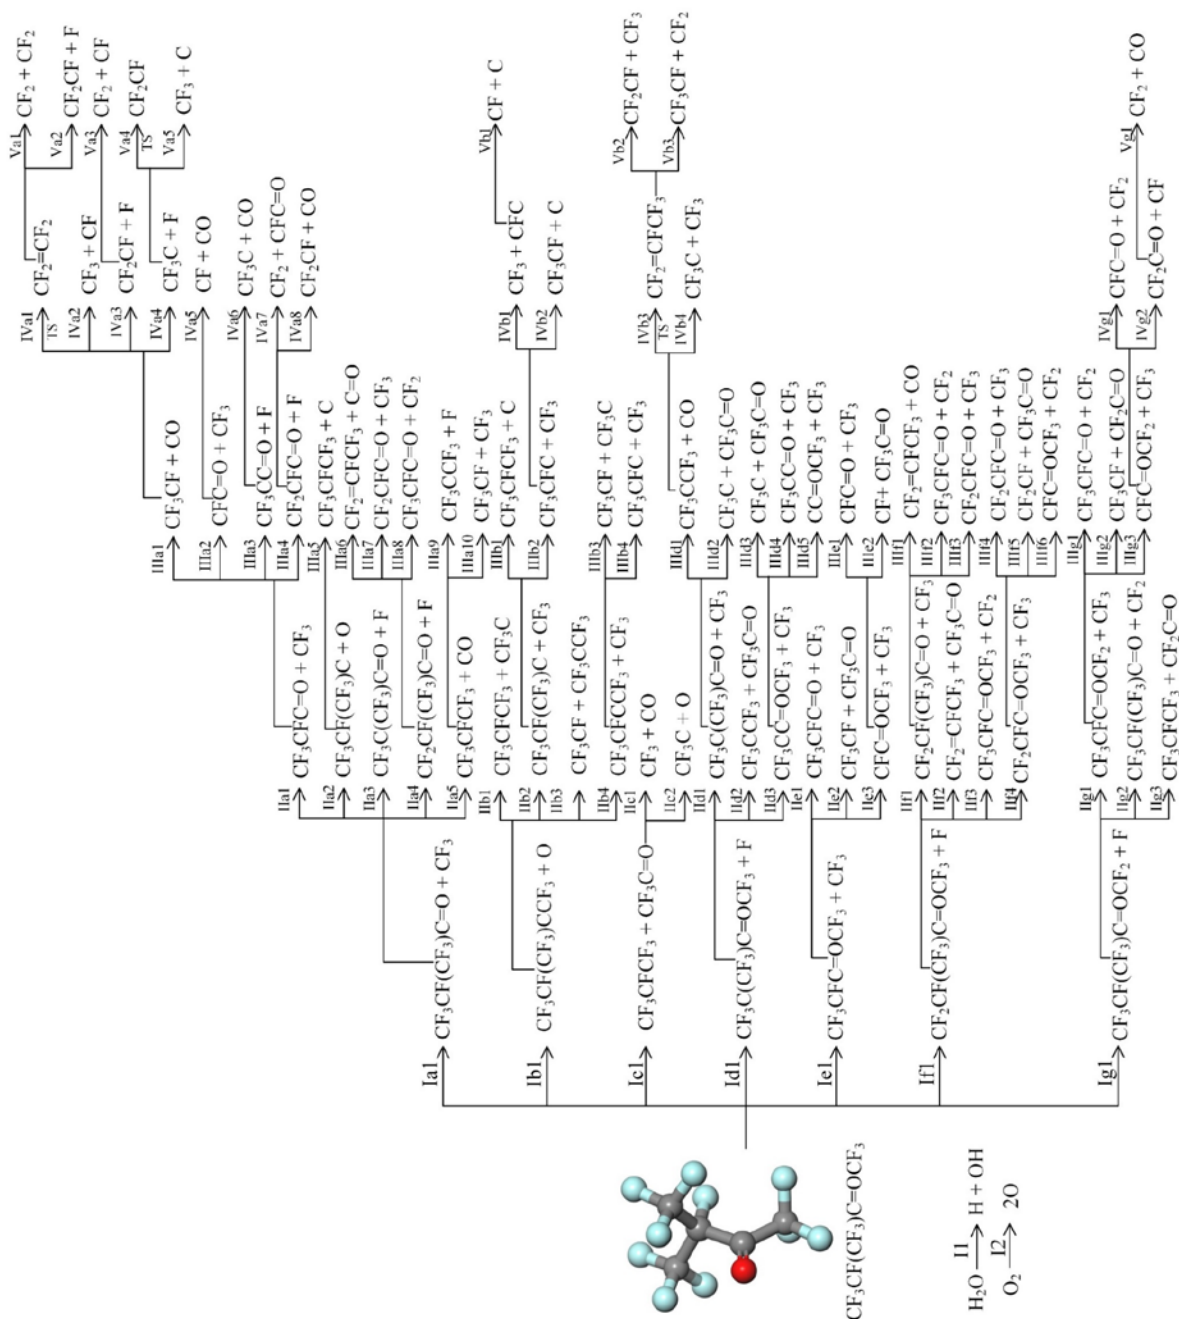 CF₃CF(CF₃)C=OCF₃
H₂O I1 H + OH
O₂ I2 2O
Ia1 CF₃CF(CF₃)C=O + CF₃
Ib1 CF₃CF(CF₃)CCF₃ + O
Ic1 CF₃CFCF₃ + CF₃C=O
Id1 CF₃C(CF₃)C=OCF₃ + F
Ie1 CF₃CFC=OCF₃ + CF₃
If1 CF₂CF(CF₃)C=OCF₃ + F
Ig1 CF₃CF(CF₃)C=OCF₂ + F
IIa1 CF₃CFC=O + CF₃
IIa2 CF₃CF(CF₃)C + O
IIa3 CF₃C(CF₃)C=O + F
IIa4 CF₂CF(CF₃)C=O + F
IIa5 CF₃CFCF₃ + CO
IIb1 CF₃CFCF₃ + CF₃C
IIb2 CF₃CF(CF₃)C + CF₃
IIb3 CF₃CF + CF₃CCF₃
IIb4 CF₃CFCCF₃ + CF₃
IIc1 CF₃ + CO
IIc2 CF₃C + O
IId1 CF₃C(CF₃)C=O + CF₃
IId2 CF₃CCF₃ + CF₃C=O
IId3 CF₃CC=OCF₃ + CF₃
IIe1 CF₃CFC=O + CF₃
IIe2 CF₃CF + CF₃C=O
IIe3 CFC=OCF₃ + CF₃
IIf1 CF₂CF(CF₃)C=O + CF₃
IIf2 CF₂=CFCF₃ + CF₃C=O
IIf3 CF₃CFC=OCF₃ + CF₂
IIf4 CF₂CFC=OCF₃ + CF₃
IIg1 CF₃CFC=OCF₂ + CF₃
IIg2 CF₃CF(CF₃)C=O + CF₂
IIg3 CF₃CFCF₃ + CF₂C=O
IIIa1 CF₃CF + CO
IIIa2 CFC=O + CF₃
IIIa3 CF₃CC=O + F
IIIa4 CF₂CFC=O + F
IIIa5 CF₃CFCF₃ + C
IIIa6 CF₂=CFCF₃ + C=O
IIIa7 CF₂CFC=O + CF₃
IIIa8 CF₃CFC=O + CF₂
IIIa9 CF₃CCF₃ + F
IIIa10 CF₃CF + CF₃
IIIb1 CF₃CFCF₃ + C
IIIb2 CF₃CFC + CF₃
IIIb3 CF₃CF + CF₃C
IIIb4 CF₃CFC + CF₃
IIId1 CF₃CCF₃ + CO
IIId2 CF₃C + CF₃C=O
IIId3 CF₃C + CF₃C=O
IIId4 CF₃CC=O + CF₃
IIId5 CC=OCF₃ + CF₃
IIIe1 CFC=O + CF₃
IIIe2 CF+ CF₃C=O
IIIf1 CF₂=CFCF₃ + CO
IIIf2 CF₃CFC=O + CF₂
IIIf3 CF₂CFC=O + CF₃
IIIf4 CF₂CFC=O + CF₃
IIIf5 CF₂CF + CF₃C=O
IIIf6 CFC=OCF₃ + CF₂
IIIg1 CF₃CFC=O + CF₂
IIIg2 CF₃CF + CF₂C=O
IIIg3 CFC=OCF₂ + CF₃
IVa1 TS CF₂=CF₂
IVa2 CF₃ + CF
IVa3 CF₂CF + F
IVa4 CF₃C + F
IVa5 CF + CO
IVa6 CF₃C + CO
IVa7 CF₂ + CFC=O
IVa8 CF₂CF + CO
IVb1 CF₃ + CFC
IVb2 CF₃CF + C
IVb3 TS CF₂=CFCF₃
IVb4 CF₃C + CF₃
IVg1 CFC=O + CF₂
IVg2 CF₂C=O + CF
Va1 CF₂ + CF₂
Va2 CF₂CF + F
Va3 CF₂ + CF
Va4 TS CF₂CF
Va5 CF₃ + C
Vb1 CF + C
Vb2 CF₂CF + CF₃
Vb3 CF₃CF + CF₂
Vg1 CF₂ + CO